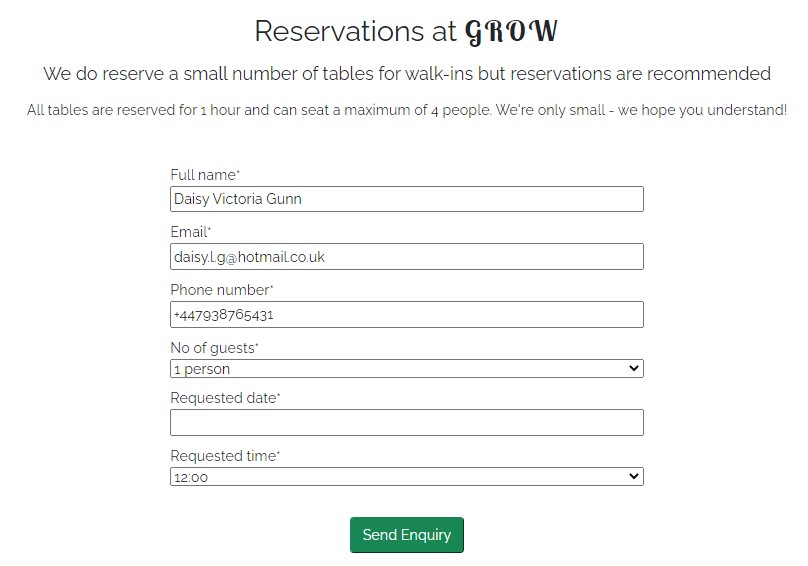 Reservations at GROW
We do reserve a small number of tables for walk-ins but reservations are recommended
All tables are reserved for 1 hour and can seat a maximum of 4 people. We're only small - we hope you understand!
Full name*
Daisy Victoria Gunn
Email*
daisy.l.g@hotmail.co.uk
Phone number*
+447938765431
No of guests*
1 person
Requested date*
Requested time*
12:00
Send Enquiry